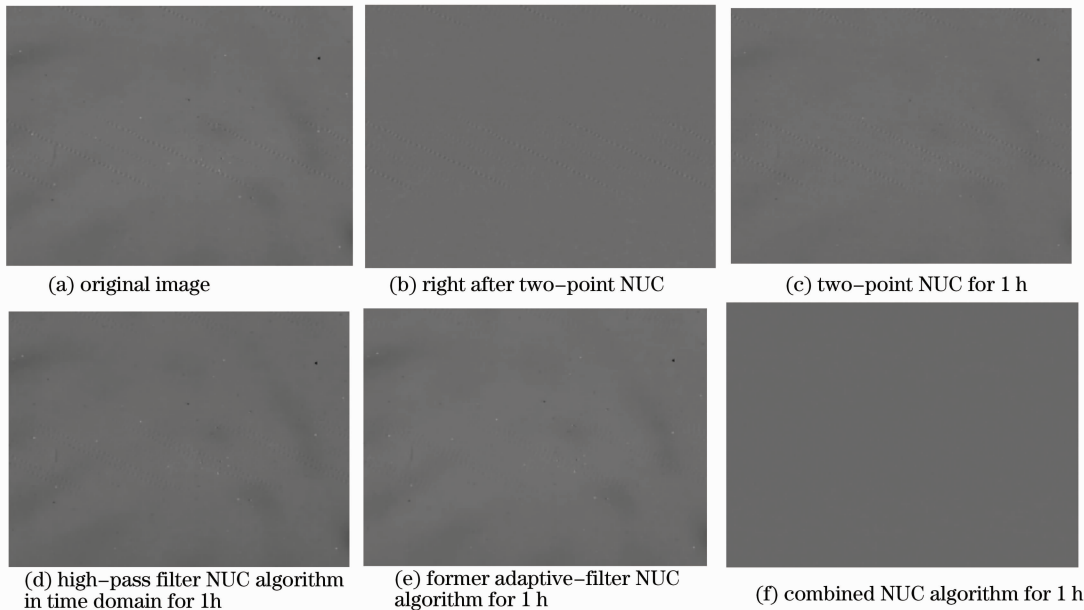 (a) original image
(b) right after two−point NUC
(c) two−point NUC for 1 h
(d) high−pass filter NUC algorithm
in time domain for 1h
(e) former adaptive−filter NUC
algorithm for 1 h
(f) combined NUC algorithm for 1 h